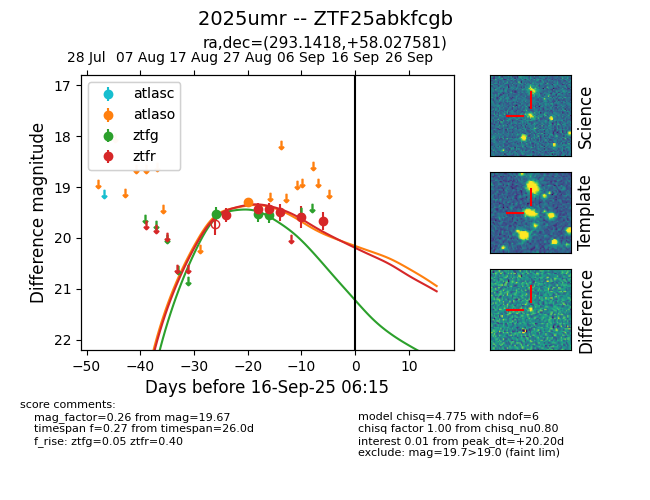 2025umr -- ZTF25abkfcgb
ra,dec=(293.1418,+58.027581)
28 Jul 07 Aug 17 Aug 27 Aug 06 Sep 16 Sep 26 Sep
17
18
19
20
21
22
Difference magnitude
atlasc
atlaso
ztfg
ztfr
−50 −40 −30 −20 −10 0 10
Days before 16-Sep-25 06:15
Science
Template
Difference
score comments:
mag_factor=0.26 from mag=19.67
timespan f=0.27 from timespan=26.0d
f_rise: ztfg=0.05 ztfr=0.40
model chisq=4.775 with ndof=6
chisq factor 1.00 from chisq_nu0.80
interest 0.01 from peak_dt=+20.20d
exclude: mag=19.7>19.0 (faint lim)